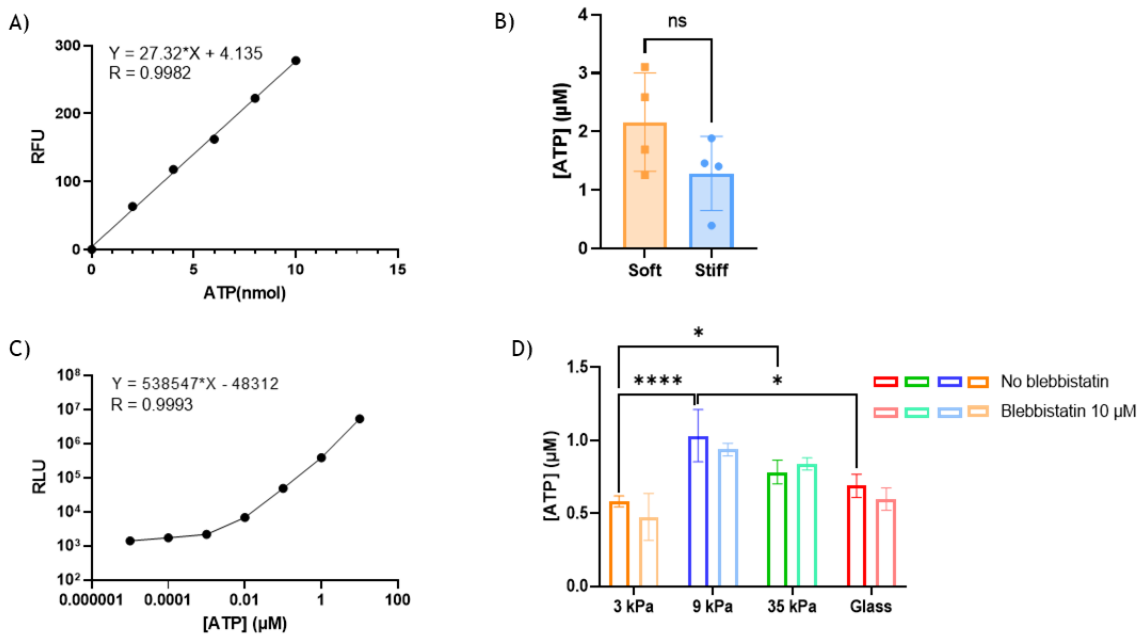 A)
Y = 27.32*X + 4.135
R = 0.9982
300
200
100
0
RFU
0 5 10 15
ATP(nmol)
B)
ns
4
3
2
1
0
[ATP] (µM)
Soft Stiff
C)
Y = 538547*X - 48312
R = 0.9993
10⁸
10⁷
10⁶
10⁵
10⁴
10³
10²
RLU
0.000001 0.0001 0.01 1 100
[ATP] (µM)
D)
*
**** *
1.5
1.0
0.5
0.0
[ATP] (µM)
3 kPa 9 kPa 35 kPa Glass
No blebbistatin
Blebbistatin 10 µM